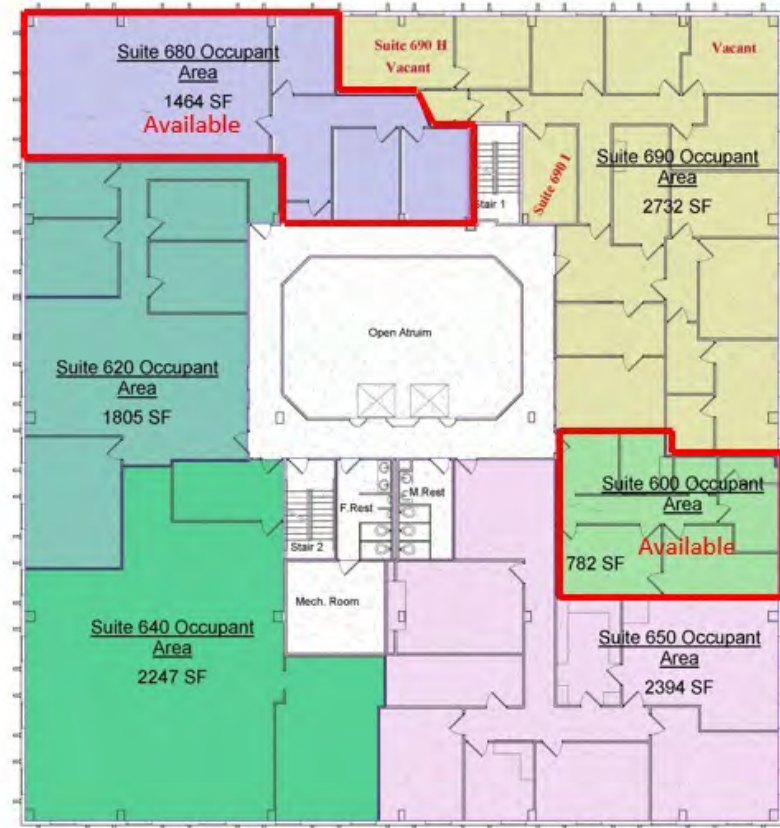 Suite 680 Occupant
Area
1464 SF
Available
Suite 690 H
Vacant
Vacant
Suite 690 Occupant
Area
2732 SF
Suite 690 I
Stair 1
Open Atruim
Suite 620 Occupant
Area
1805 SF
Suite 600 Occupant
Area
782 SF
Available
F.Rest
M.Rest
Stair 2
Mech. Room
Suite 640 Occupant
Area
2247 SF
Suite 650 Occupant
Area
2394 SF